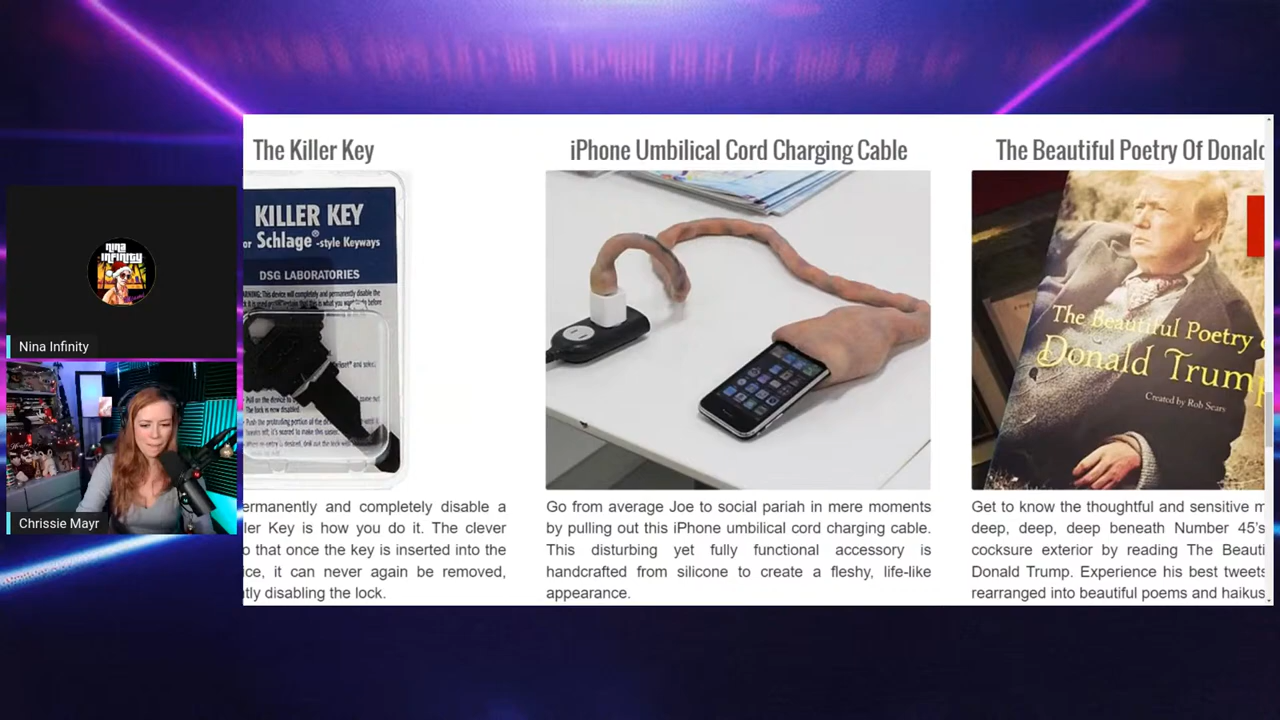 The Killer Key
KILLER KEY
or Schlage® -style Keyways
DSG LABORATORIES
ermanently and completely disable a
ler Key is how you do it. The clever
o that once the key is inserted into the
ice, it can never again be removed,
tly disabling the lock.
iPhone Umbilical Cord Charging Cable
Go from average Joe to social pariah in mere moments
by pulling out this iPhone umbilical cord charging cable.
This disturbing yet fully functional accessory is
handcrafted from silicone to create a fleshy, life-like
appearance.
The Beautiful Poetry Of Donald
The Beautiful Poetry
Donald Trump
Created by Rob Sears
Get to know the thoughtful and sensitive m
deep, deep, deep beneath Number 45's
cocksure exterior by reading The Beauti
Donald Trump. Experience his best tweets
rearranged into beautiful poems and haikus
nina
infinity
Nina Infinity
Chrissie Mayr